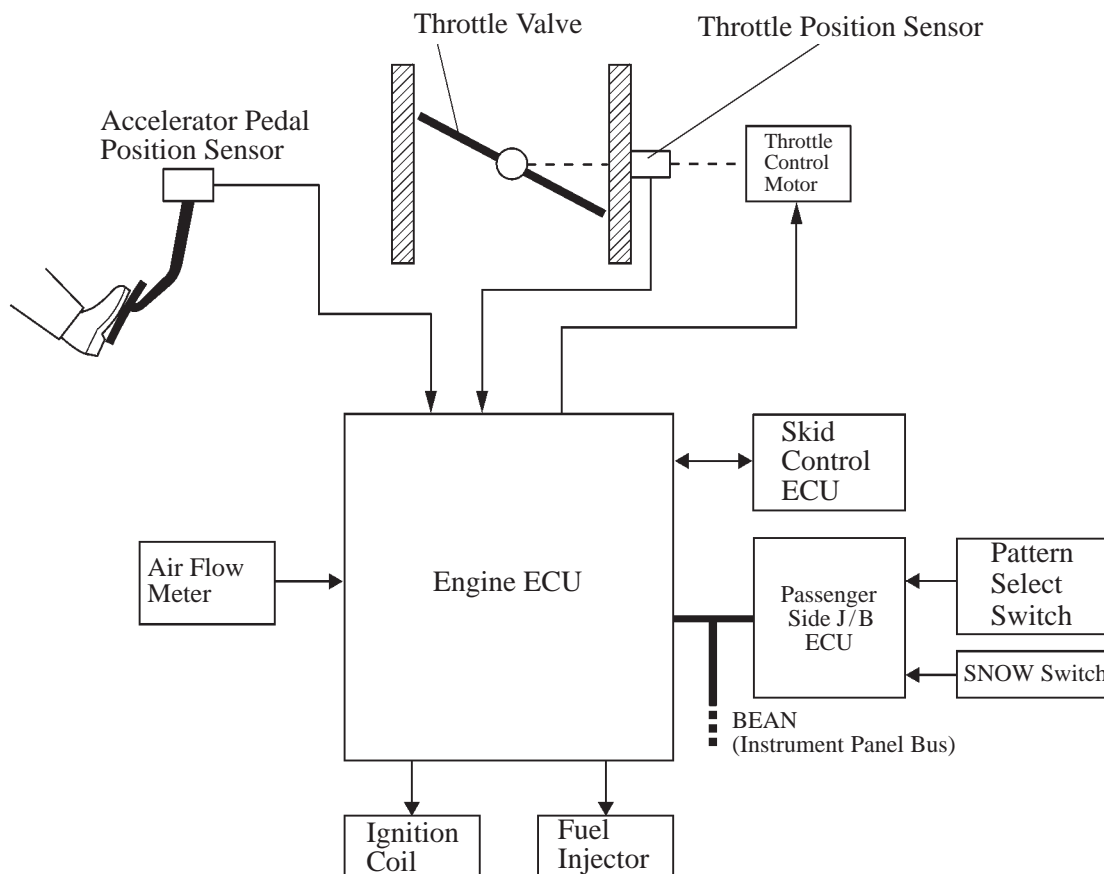 Throttle Valve
Throttle Position Sensor
Accelerator Pedal
Position Sensor
Throttle
Control
Motor
Skid
Control
ECU
Air Flow
Meter
Engine ECU
Passenger
Side J/B
ECU
Pattern
Select
Switch
SNOW Switch
BEAN
(Instrument Panel Bus)
Ignition
Coil
Fuel
Injector